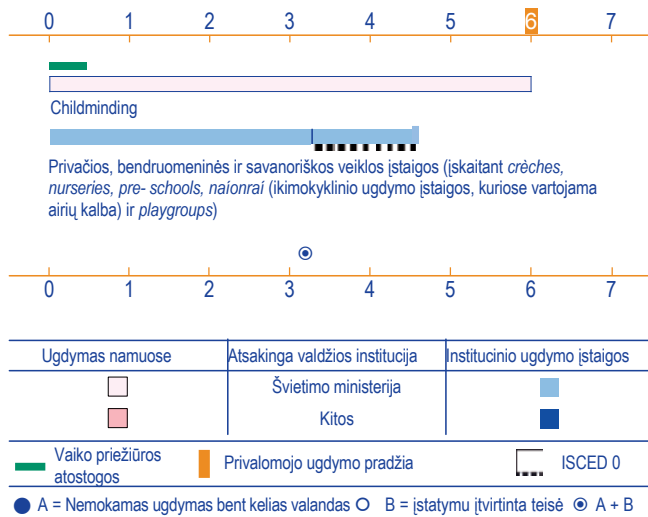 0 1 2 3 4 5 6 7
Childminding
Privačios, bendruomeninės ir savanoriškos veiklos įstaigos (įskaitant crèches,
nurseries, pre- schools, naíonraí (ikimokyklinio ugdymo įstaigos, kuriose vartojama
airių kalba) ir playgroups)
0 1 2 3 4 5 6 7
Ugdymas namuose Atsakinga valdžios institucija Institucinio ugdymo įstaigos
Švietimo ministerija
Kitos
Vaiko priežiūros
atostogos
Privalomojo ugdymo pradžia
ISCED 0
A = Nemokamas ugdymas bent kelias valandas B = įstatymu įtvirtinta teisė A + B